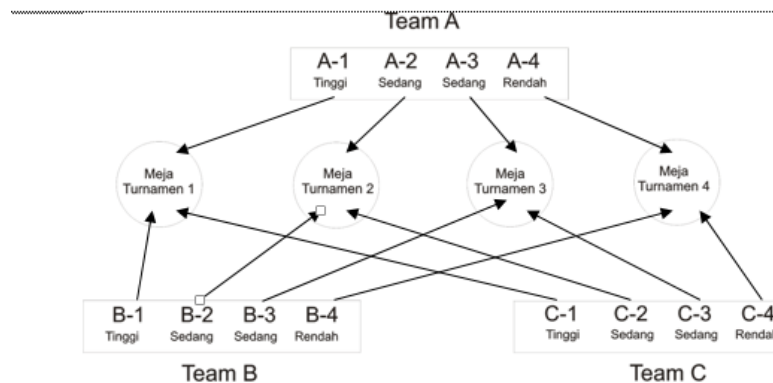 Team A
A-1 A-2 A-3 A-4
Tinggi Sedang Sedang Rendah
Meja Turnamen 1
Meja Turnamen 2
Meja Turnamen 3
Meja Turnamen 4
B-1 B-2 B-3 B-4
Tinggi Sedang Sedang Rendah
C-1 C-2 C-3 C-4
Tinggi Sedang Sedang Rendah
Team B
Team C